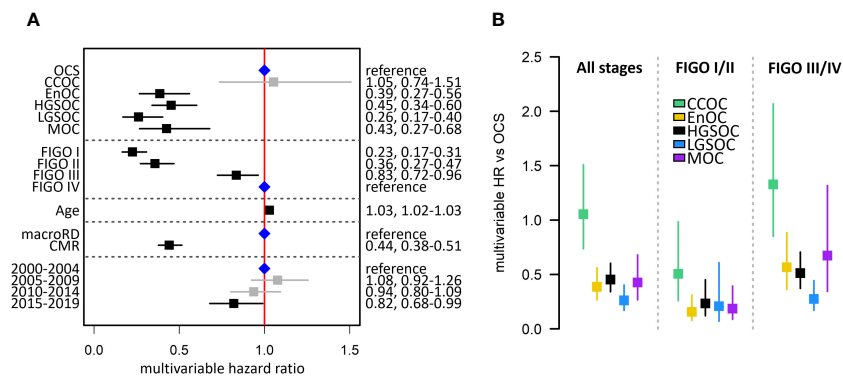 A
OCS reference
CCOC 1.05, 0.74-1.51
EnOC 0.39, 0.27-0.56
HGSOC 0.45, 0.34-0.60
LGSOC 0.26, 0.17-0.40
MOC 0.43, 0.27-0.68
FIGO I 0.23, 0.17-0.31
FIGO II 0.36, 0.27-0.47
FIGO III 0.83, 0.72-0.96
FIGO IV reference
Age 1.03, 1.02-1.03
macroRD reference
CMR 0.44, 0.38-0.51
2000-2004 reference
2005-2009 1.08, 0.92-1.26
2010-2014 0.94, 0.80-1.09
2015-2019 0.82, 0.68-0.99
0.0 0.5 1.0 1.5
multivariable hazard ratio
B
multivariable HR vs OCS
2.5
2.0
1.5
1.0
0.5
0.0
All stages FIGO I/II FIGO III/IV
CCOC
EnOC
HGSOC
LGSOC
MOC